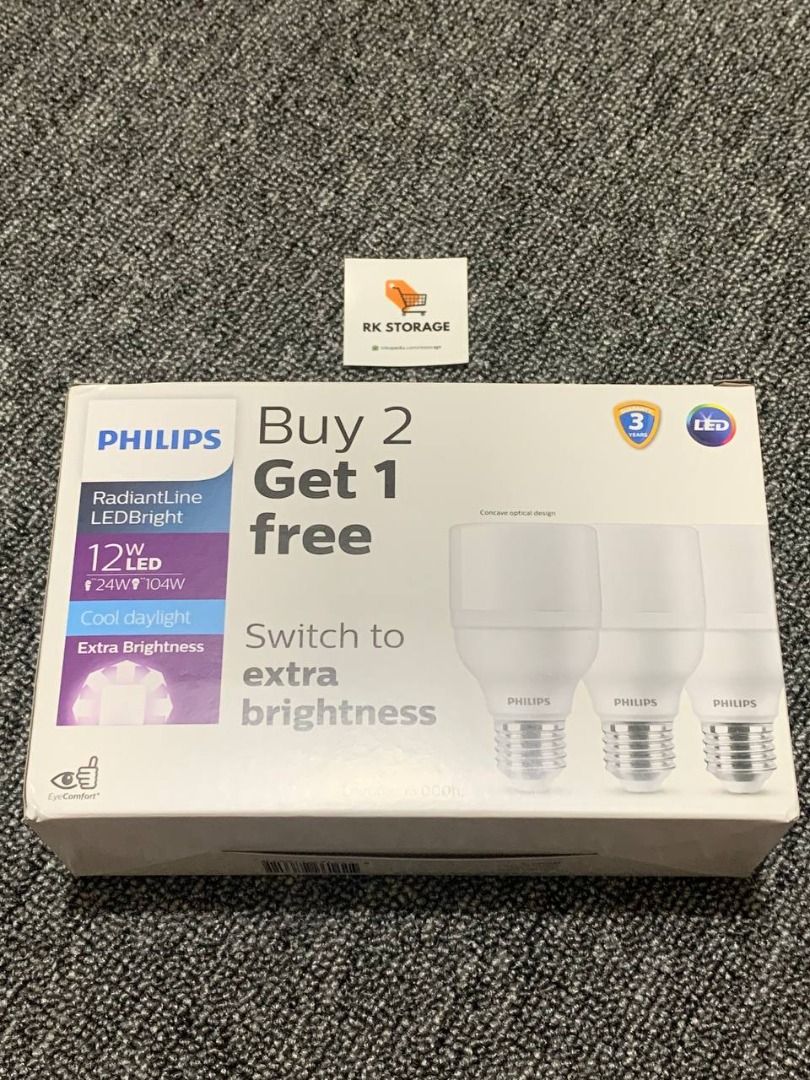 RK STORAGE
PHILIPS
RadiantLine
LEDBright
12W
LED
24W 104W
Cool daylight
Extra Brightness
EyeComfort
Buy 2
Get 1
free
Switch to
extra
brightness
WARRANTY
3
YEARS
LED
Concave optical design
PHILIPS
PHILIPS
PHILIPS